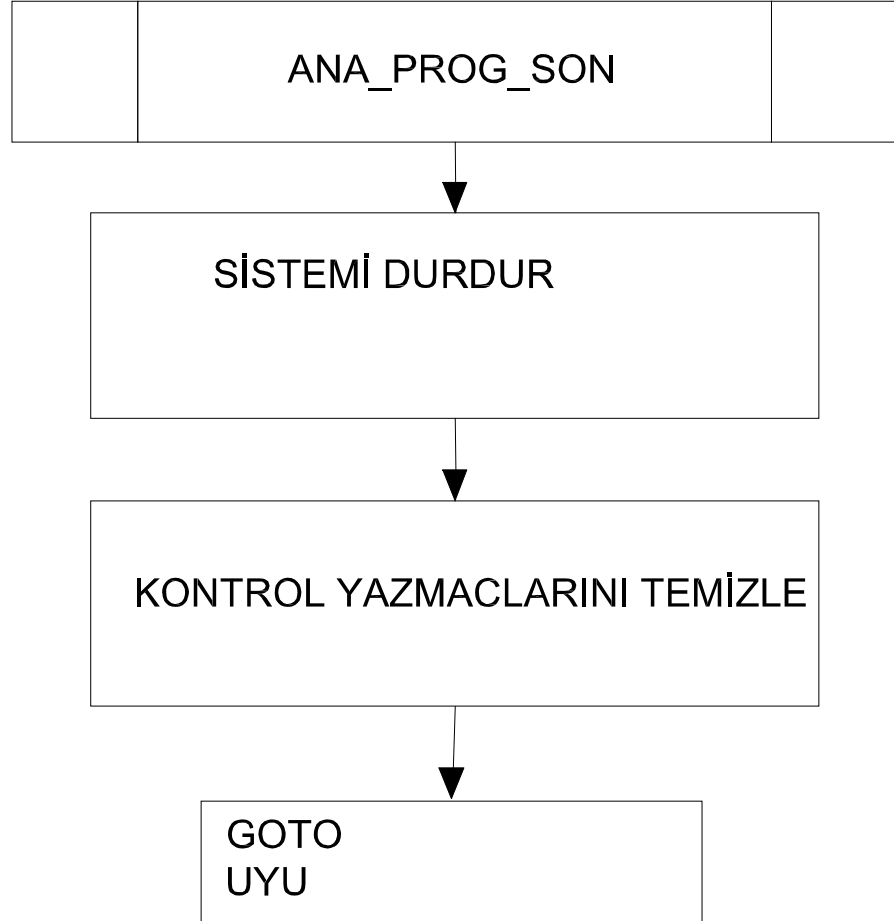 ANA_PROG_SON
SİSTEMİ DURDUR
KONTROL YAZMACLARINI TEMİZLE
GOTO
UYU